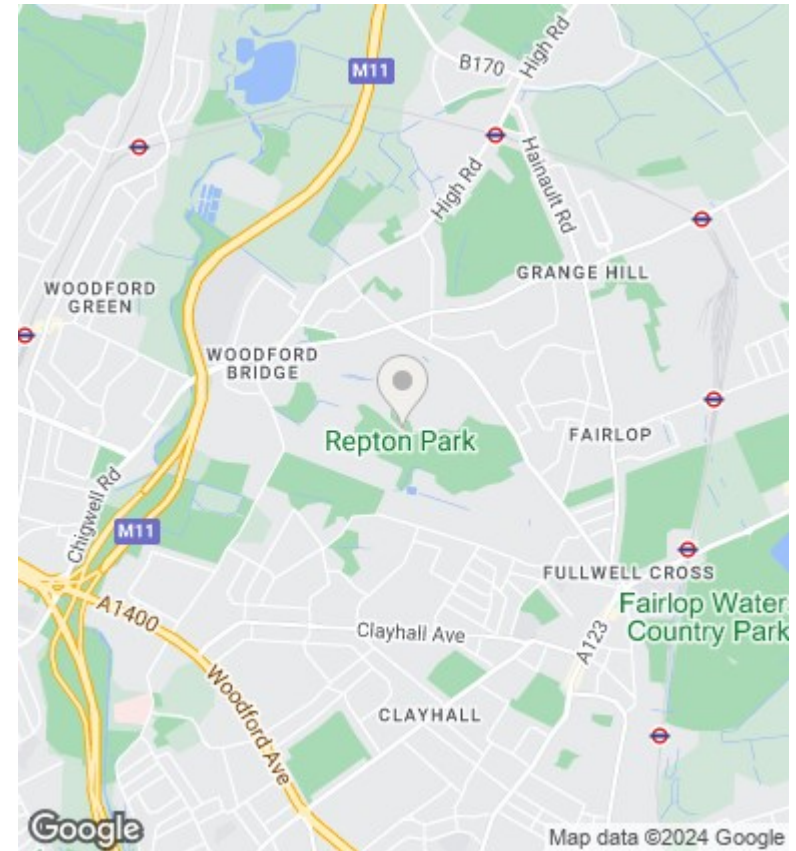 M11
B170
High Rd
High Rd
Hainault Rd
GRANGE HILL
WOODFORD
GREEN
WOODFORD
BRIDGE
Repton Park
FAIRLOP
Chigwell Rd
M11
FULLWELL CROSS
Fairlop Water
Country Park
A1400
Clayhall Ave
A123
Woodford Ave
CLAYHALL
Google
Map data ©2024 Google